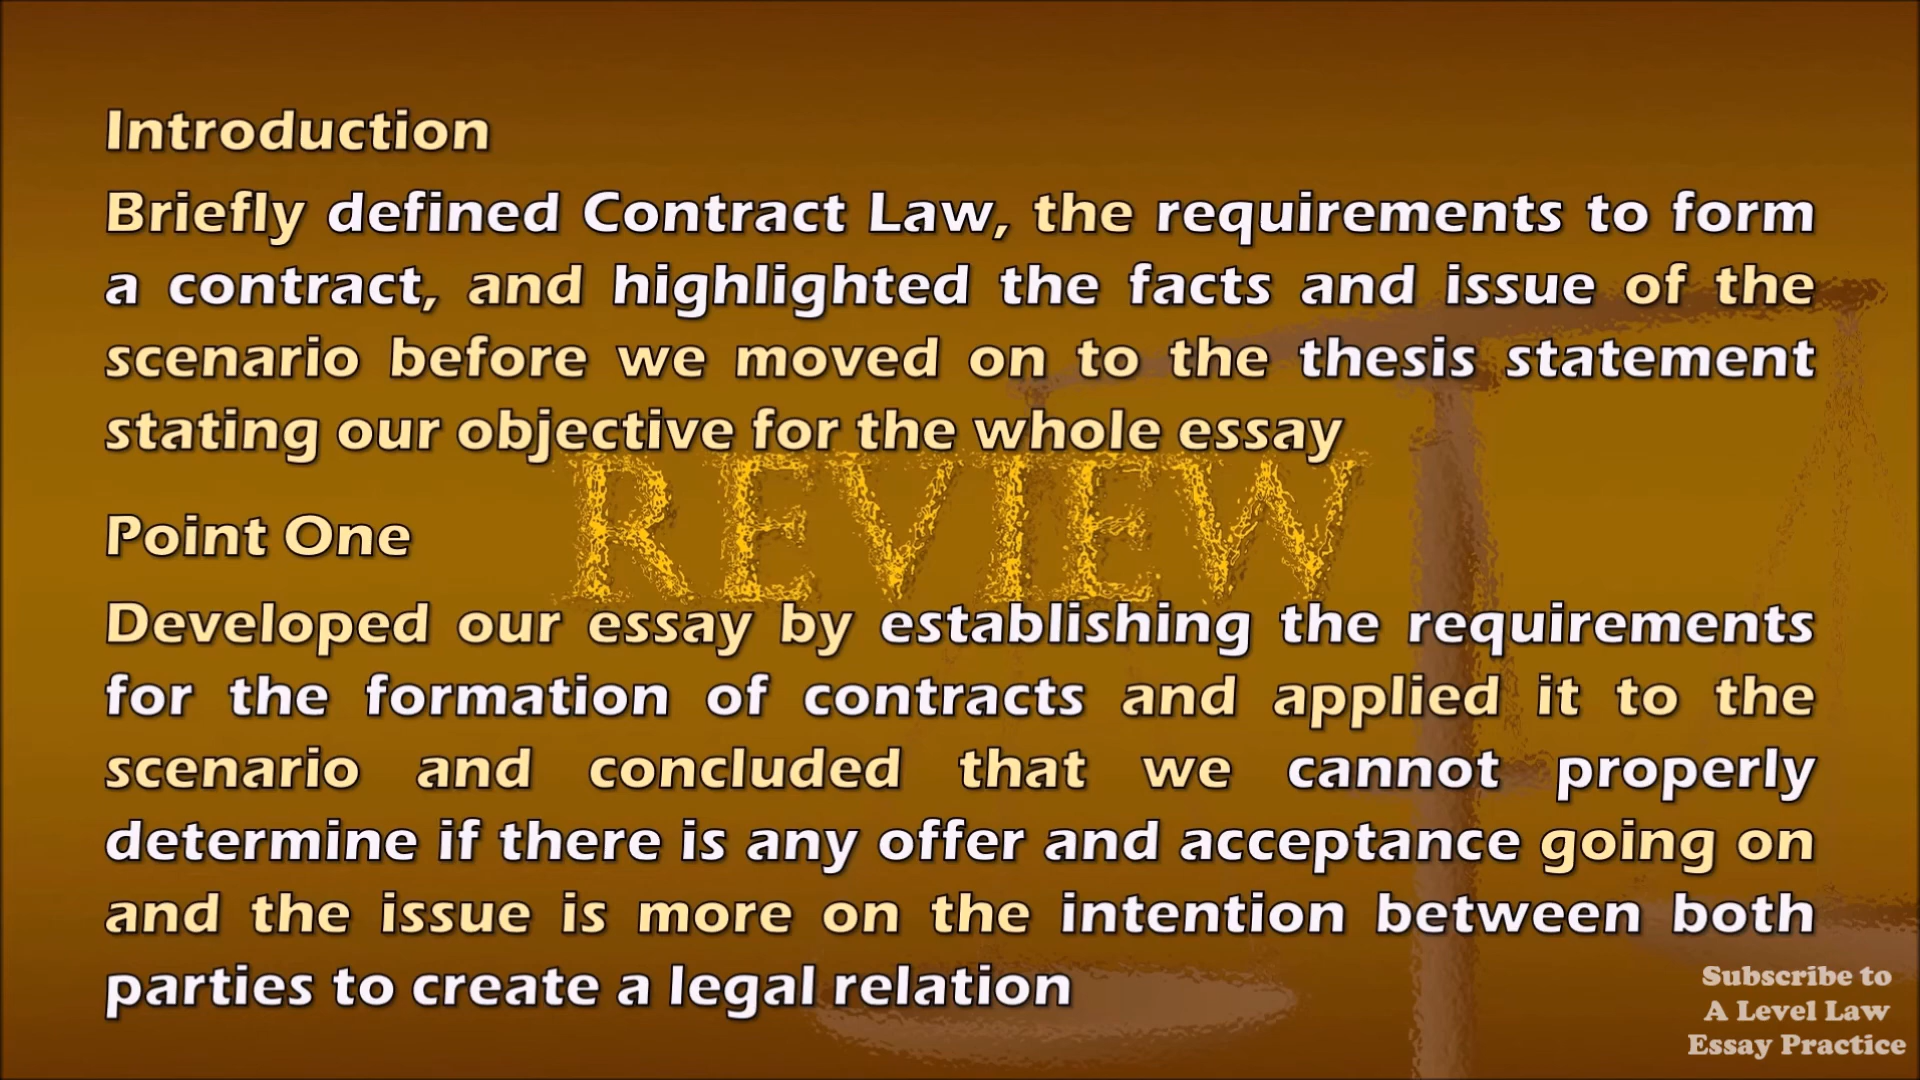 Introduction
Briefly defined Contract Law, the requirements to form
a contract, and highlighted the facts and issue of the
scenario before we moved on to the thesis statement
stating our objective for the whole essay
REVIEW
Point One
Developed our essay by establishing the requirements
for the formation of contracts and applied it to the
scenario and concluded that we cannot properly
determine if there is any offer and acceptance going on
and the issue is more on the intention between both
parties to create a legal relation
Subscribe to
A Level Law
Essay Practice